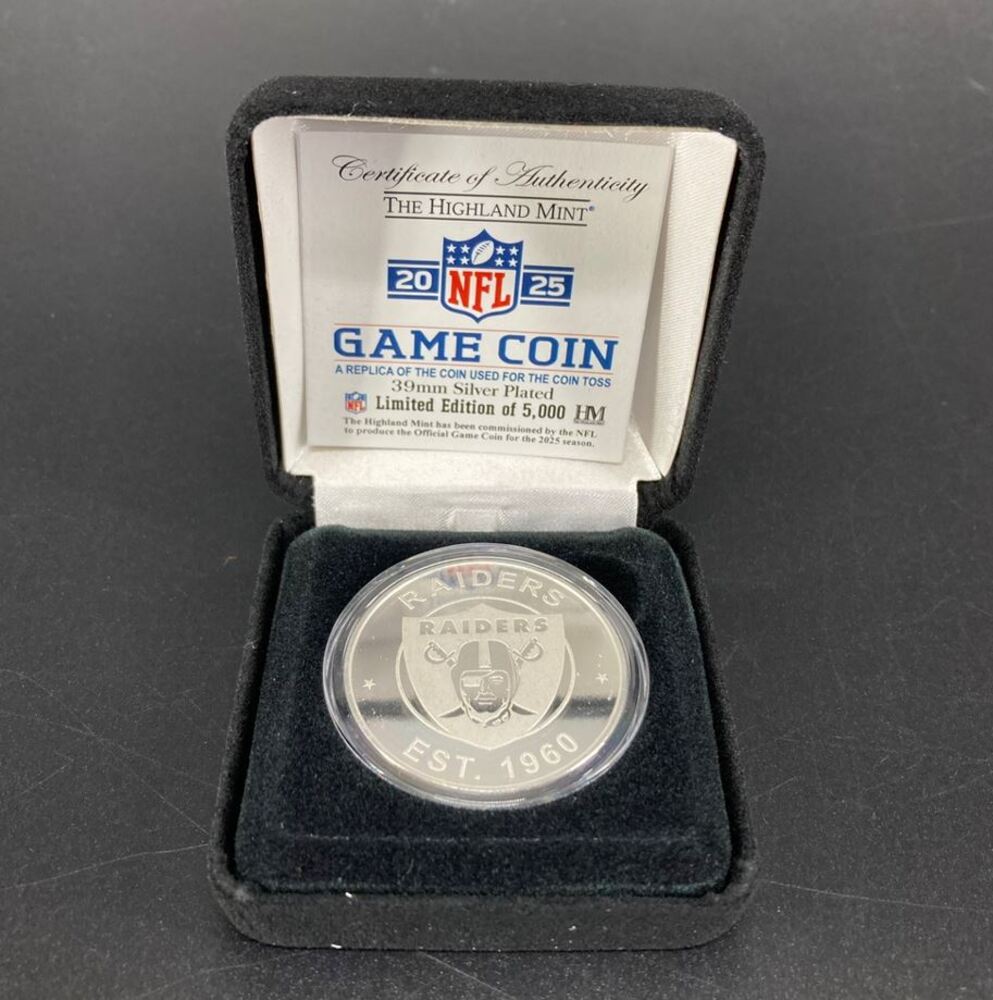 Certificate of Authenticity
THE HIGHLAND MINT®
20 NFL 25
GAME COIN
A REPLICA OF THE COIN USED FOR THE COIN TOSS
39mm Silver Plated
NFL Limited Edition of 5,000 HM
The Highland Mint has been commissioned by the NFL
to produce the Official Game Coin for the 2025 season.
RAIDERS
RAIDERS
EST. 1960